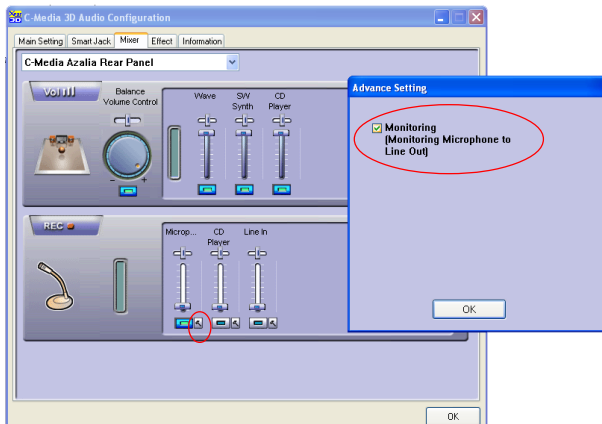 C-Media 3D Audio Configuration
Main Setting Smart Jack Mixer Effect Information
C-Media Azalia Rear Panel
Vol
Balance
Volume Control
- +
Wave
SW
Synth
CD
Player
REC
Microp...
CD
Player
Line In
OK
Advance Setting
Monitoring
(Monitoring Microphone to
Line Out)
OK